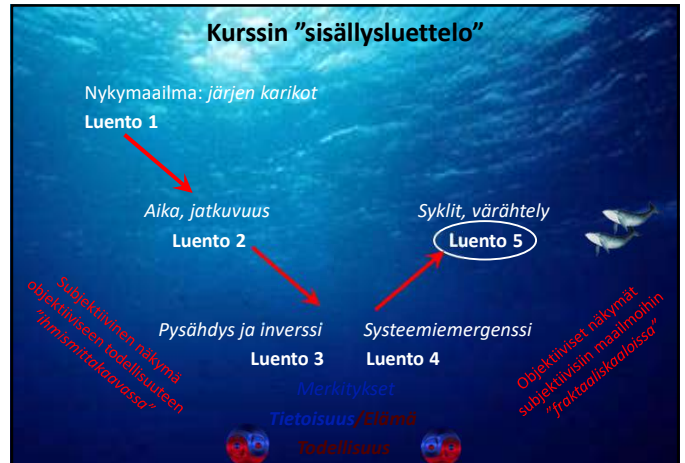 Kurssin ”sisällysluettelo”
Nykymaailma: järjen karikot
Luento 1
Aika, jatkuvuus
Luento 2
Syklit, värähtely
Luento 5
Subjektiivinen näkymä
objektiiviseen todellisuuteen
”ihmismittakaavassa”
Pysähdys ja inverssi
Luento 3
Systeemiemergenssi
Luento 4
Objektiiviset näkymät
subjektiivisiin maailmoihin
”fraktaaliskaaloissa”
Merkitykset
Tietoisuus/Elämä
Todellisuus